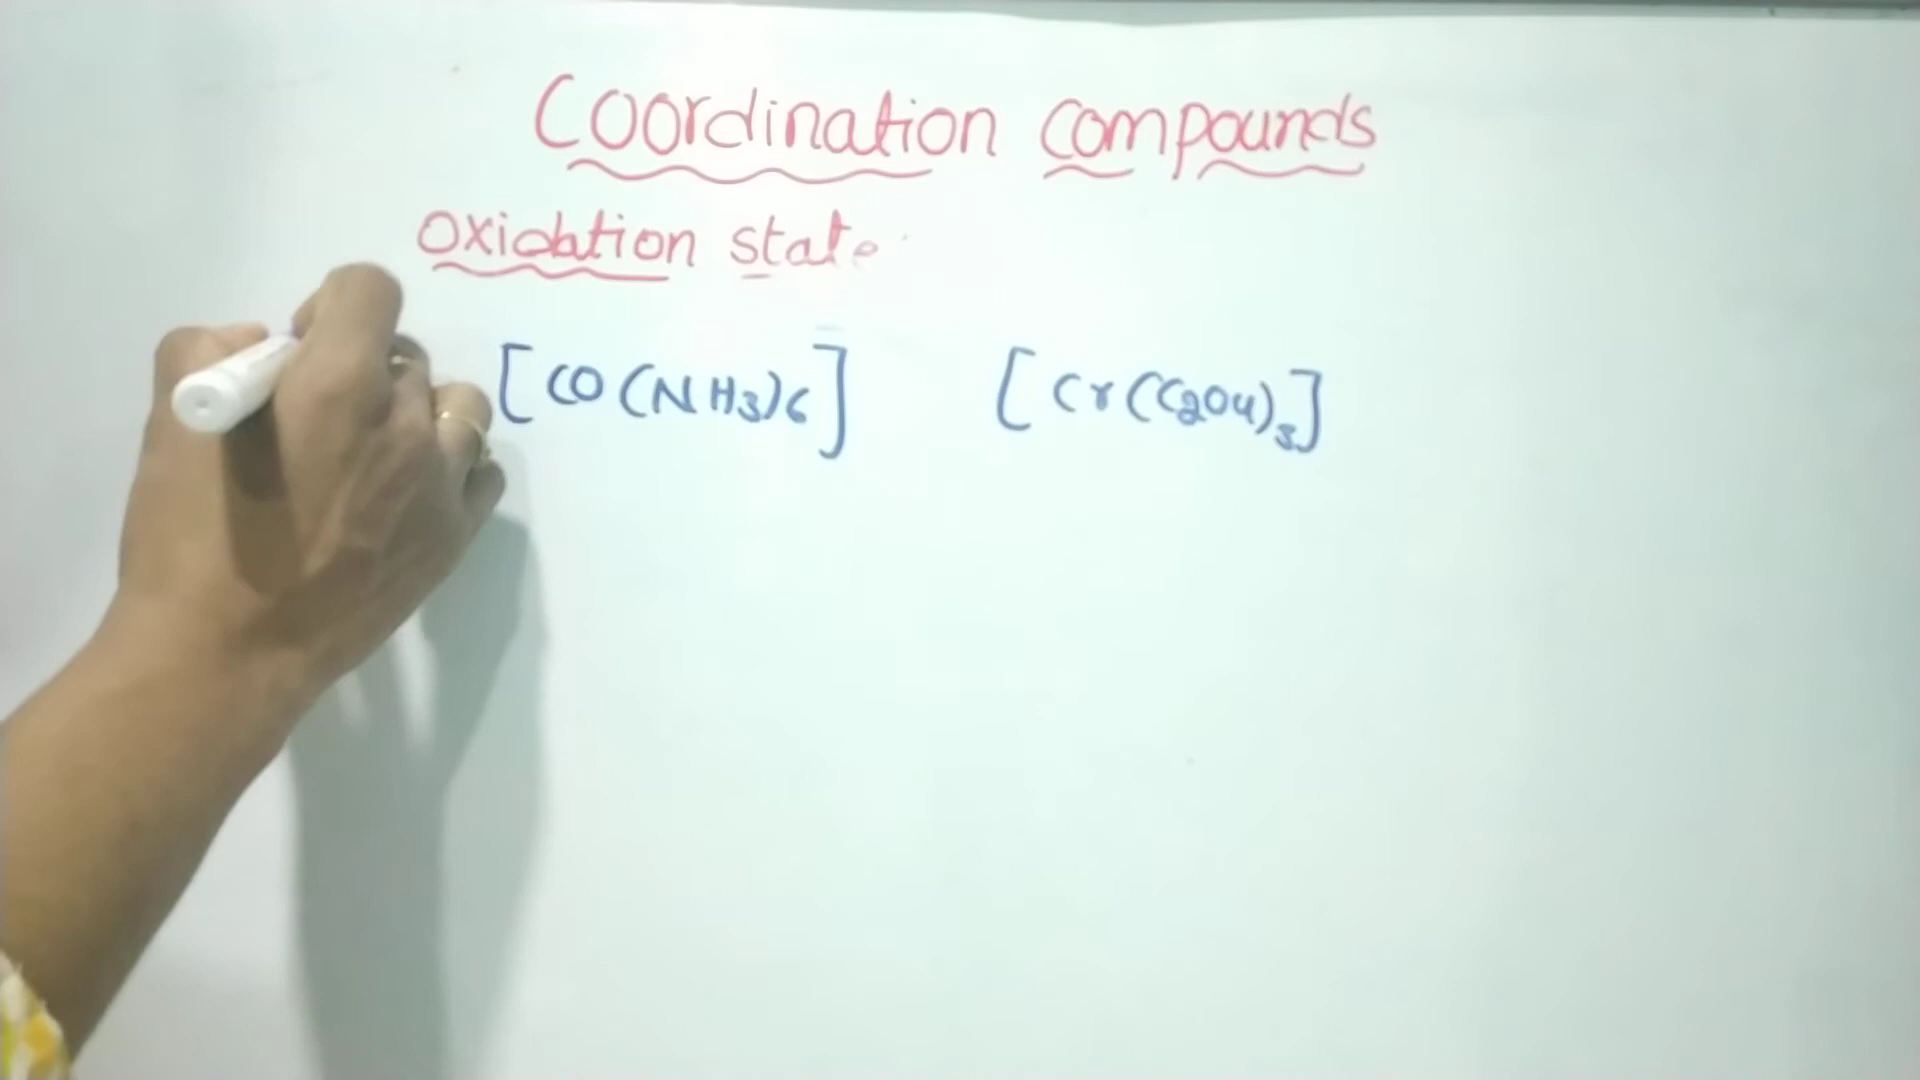 Coordination compounds
Oxidation state
[CO(NH3)6] [Cr(C2O4)3]